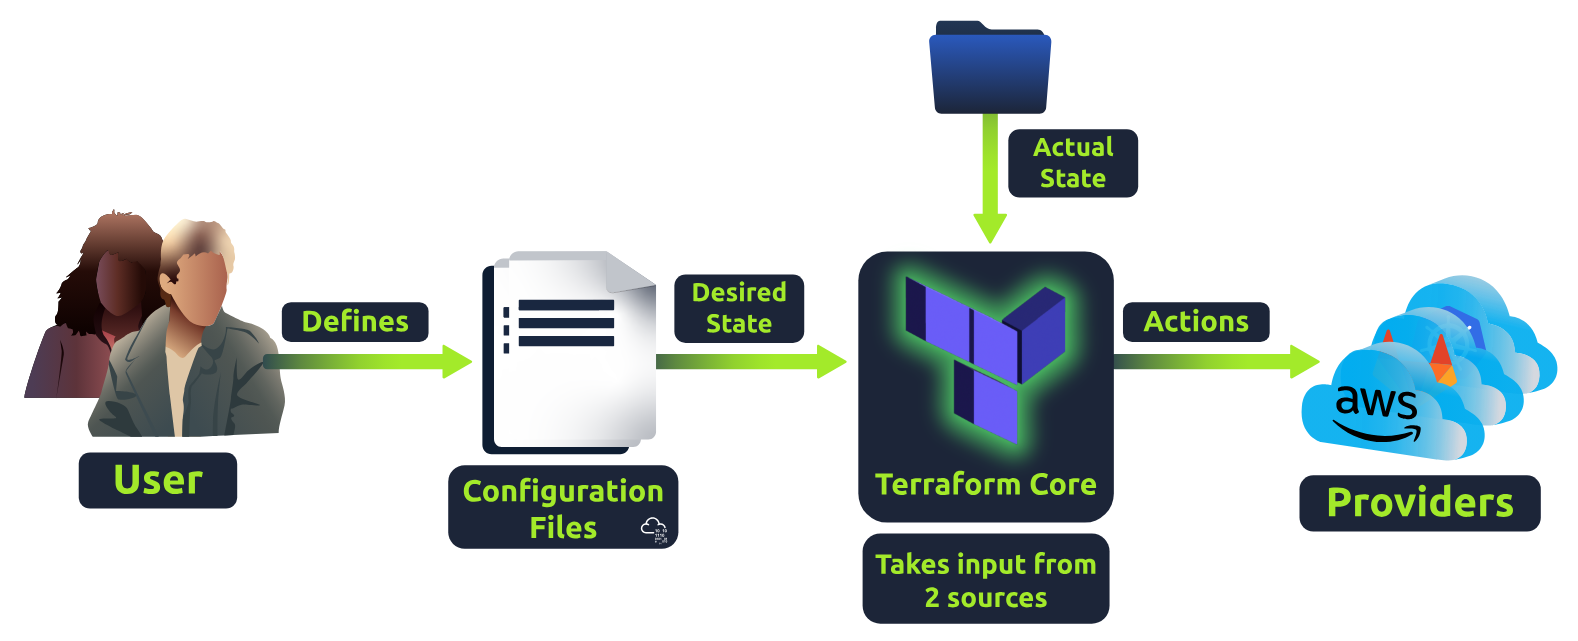 Actual
State
Defines
Desired
State
Actions
aws
User
Configuration
Files
Terraform Core
Providers
Takes input from
2 sources